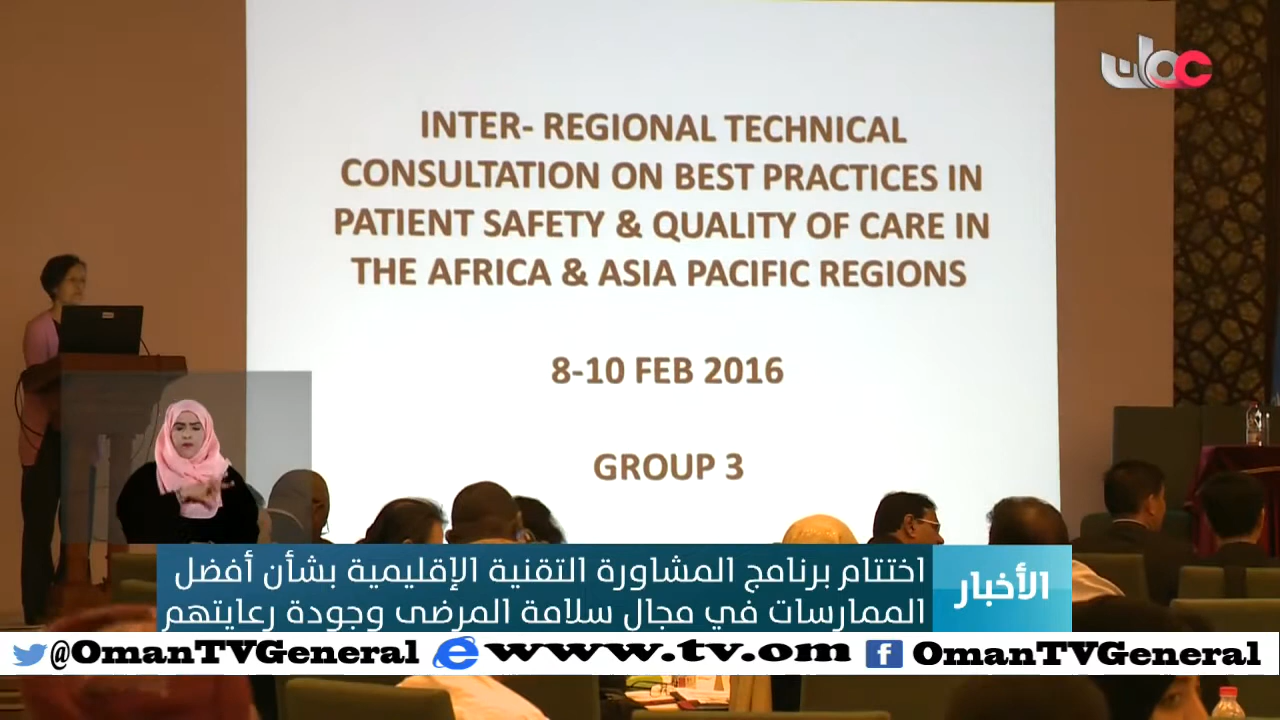 عمان
INTER- REGIONAL TECHNICAL
CONSULTATION ON BEST PRACTICES IN
PATIENT SAFETY & QUALITY OF CARE IN
THE AFRICA & ASIA PACIFIC REGIONS
8-10 FEB 2016
GROUP 3
الأخبار
اختتام برنامج المشاورة التقنية الإقليمية بشأن أفضل
الممارسات في مجال سلامة المرضى وجودة رعايتهم
@OmanTVGeneral www.tv.om f OmanTVGeneral